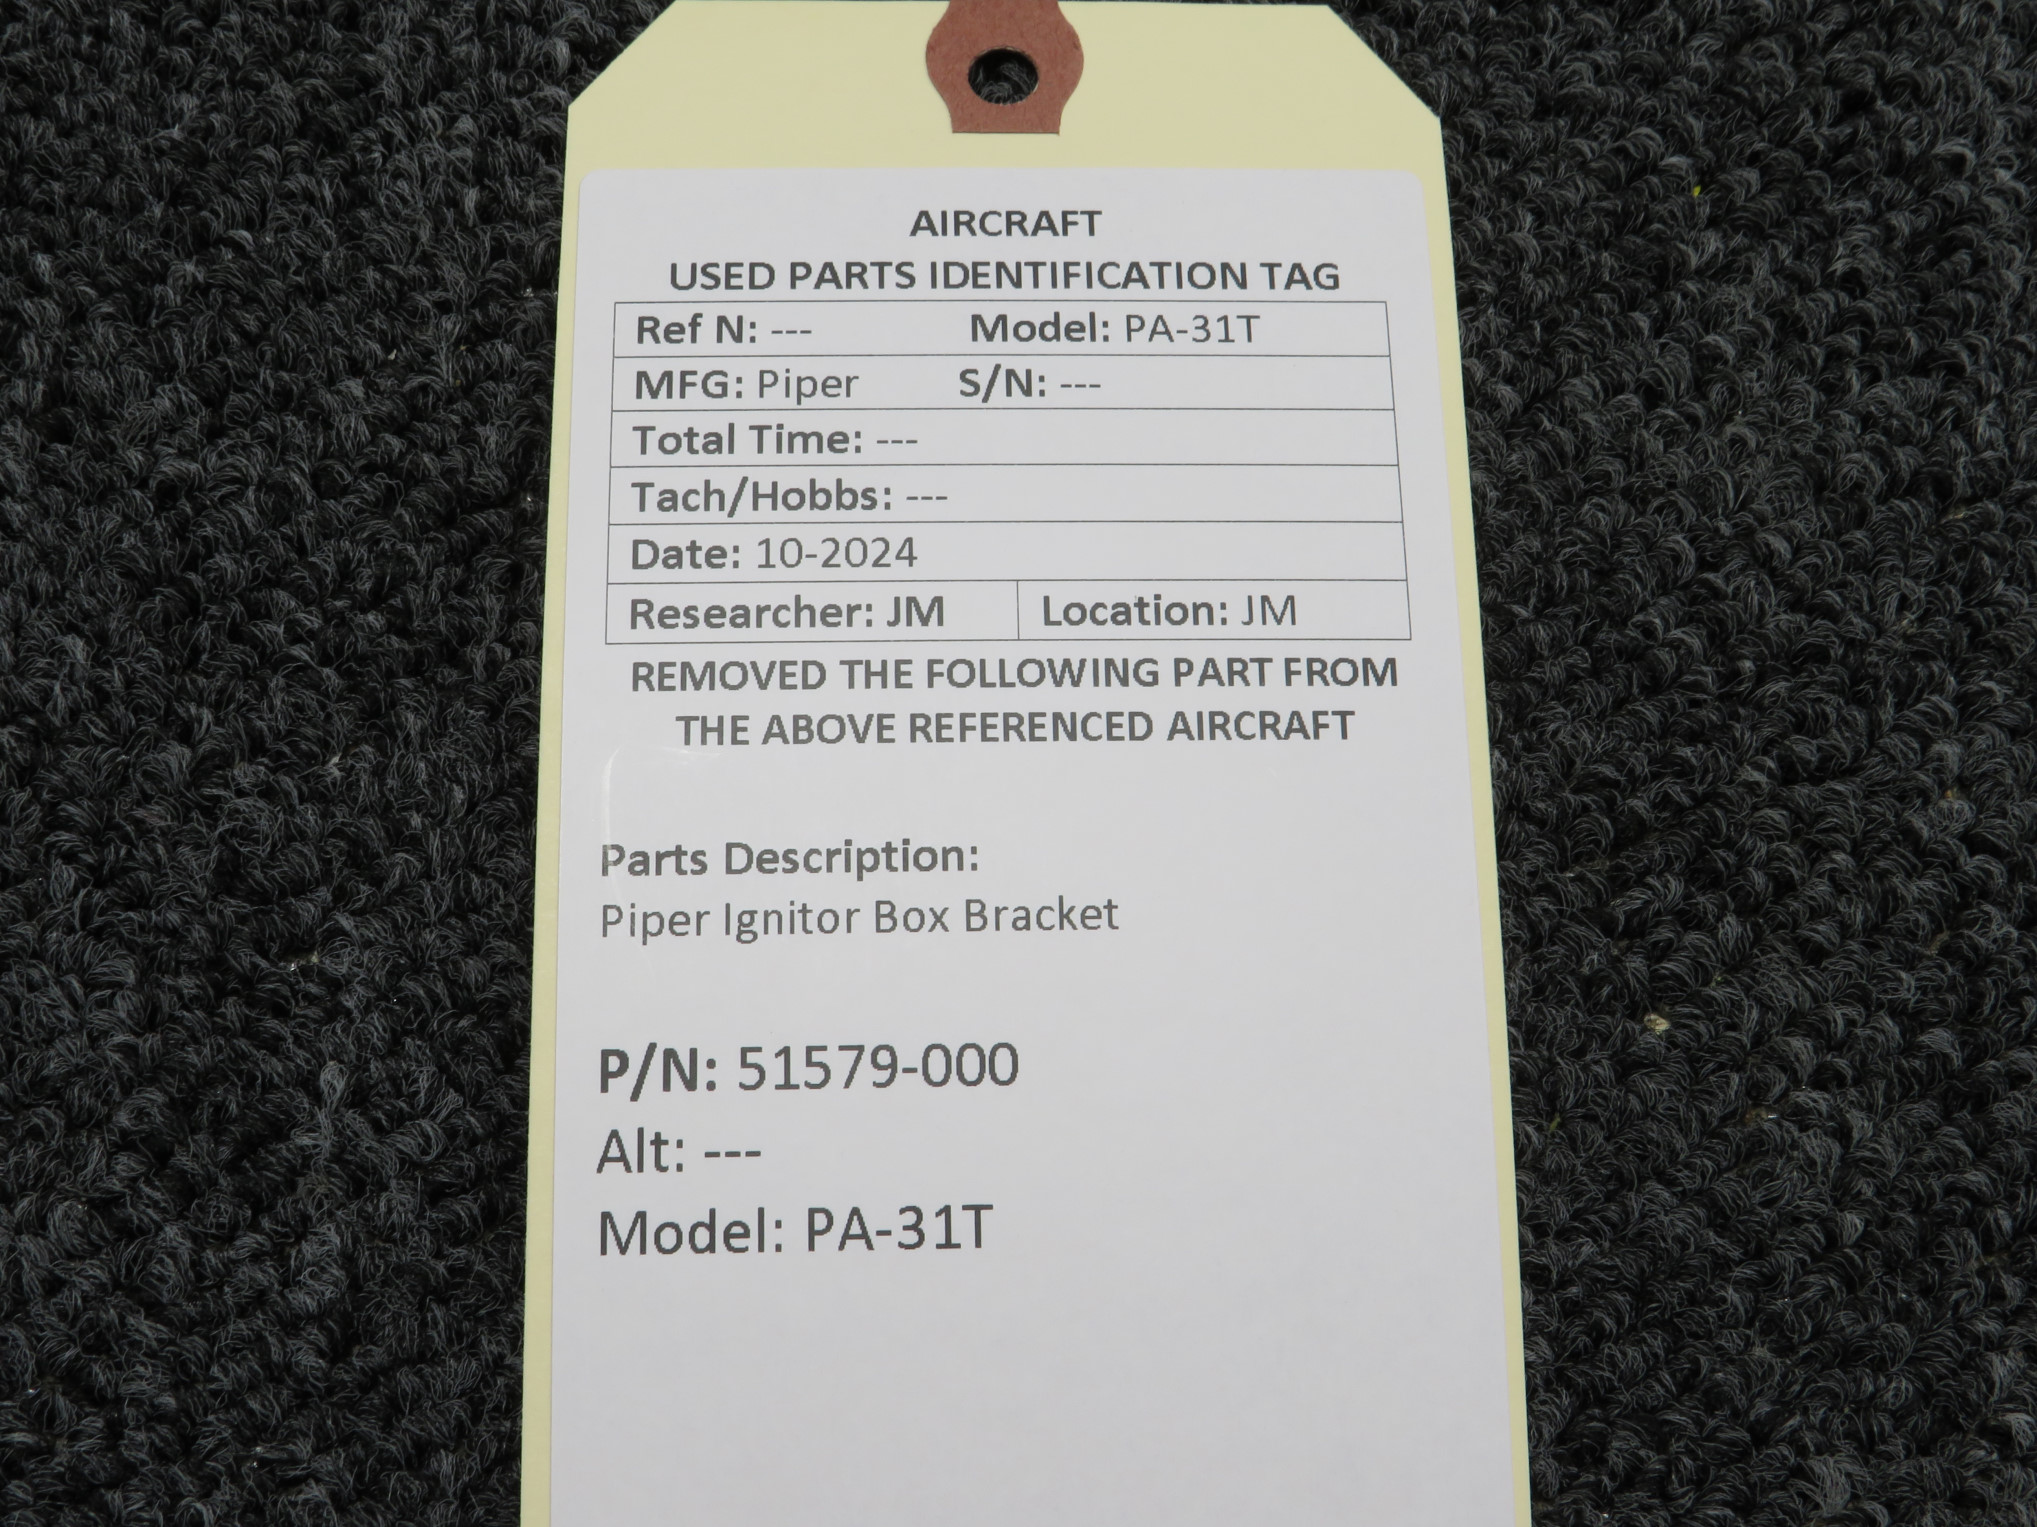 AIRCRAFT
USED PARTS IDENTIFICATION TAG
Ref N: --- Model: PA-31T
MFG: Piper S/N: ---
Total Time: ---
Tach/Hobbs: ---
Date: 10-2024
Researcher: JM Location: JM
REMOVED THE FOLLOWING PART FROM
THE ABOVE REFERENCED AIRCRAFT
Parts Description:
Piper Ignitor Box Bracket
P/N: 51579-000
Alt: ---
Model: PA-31T